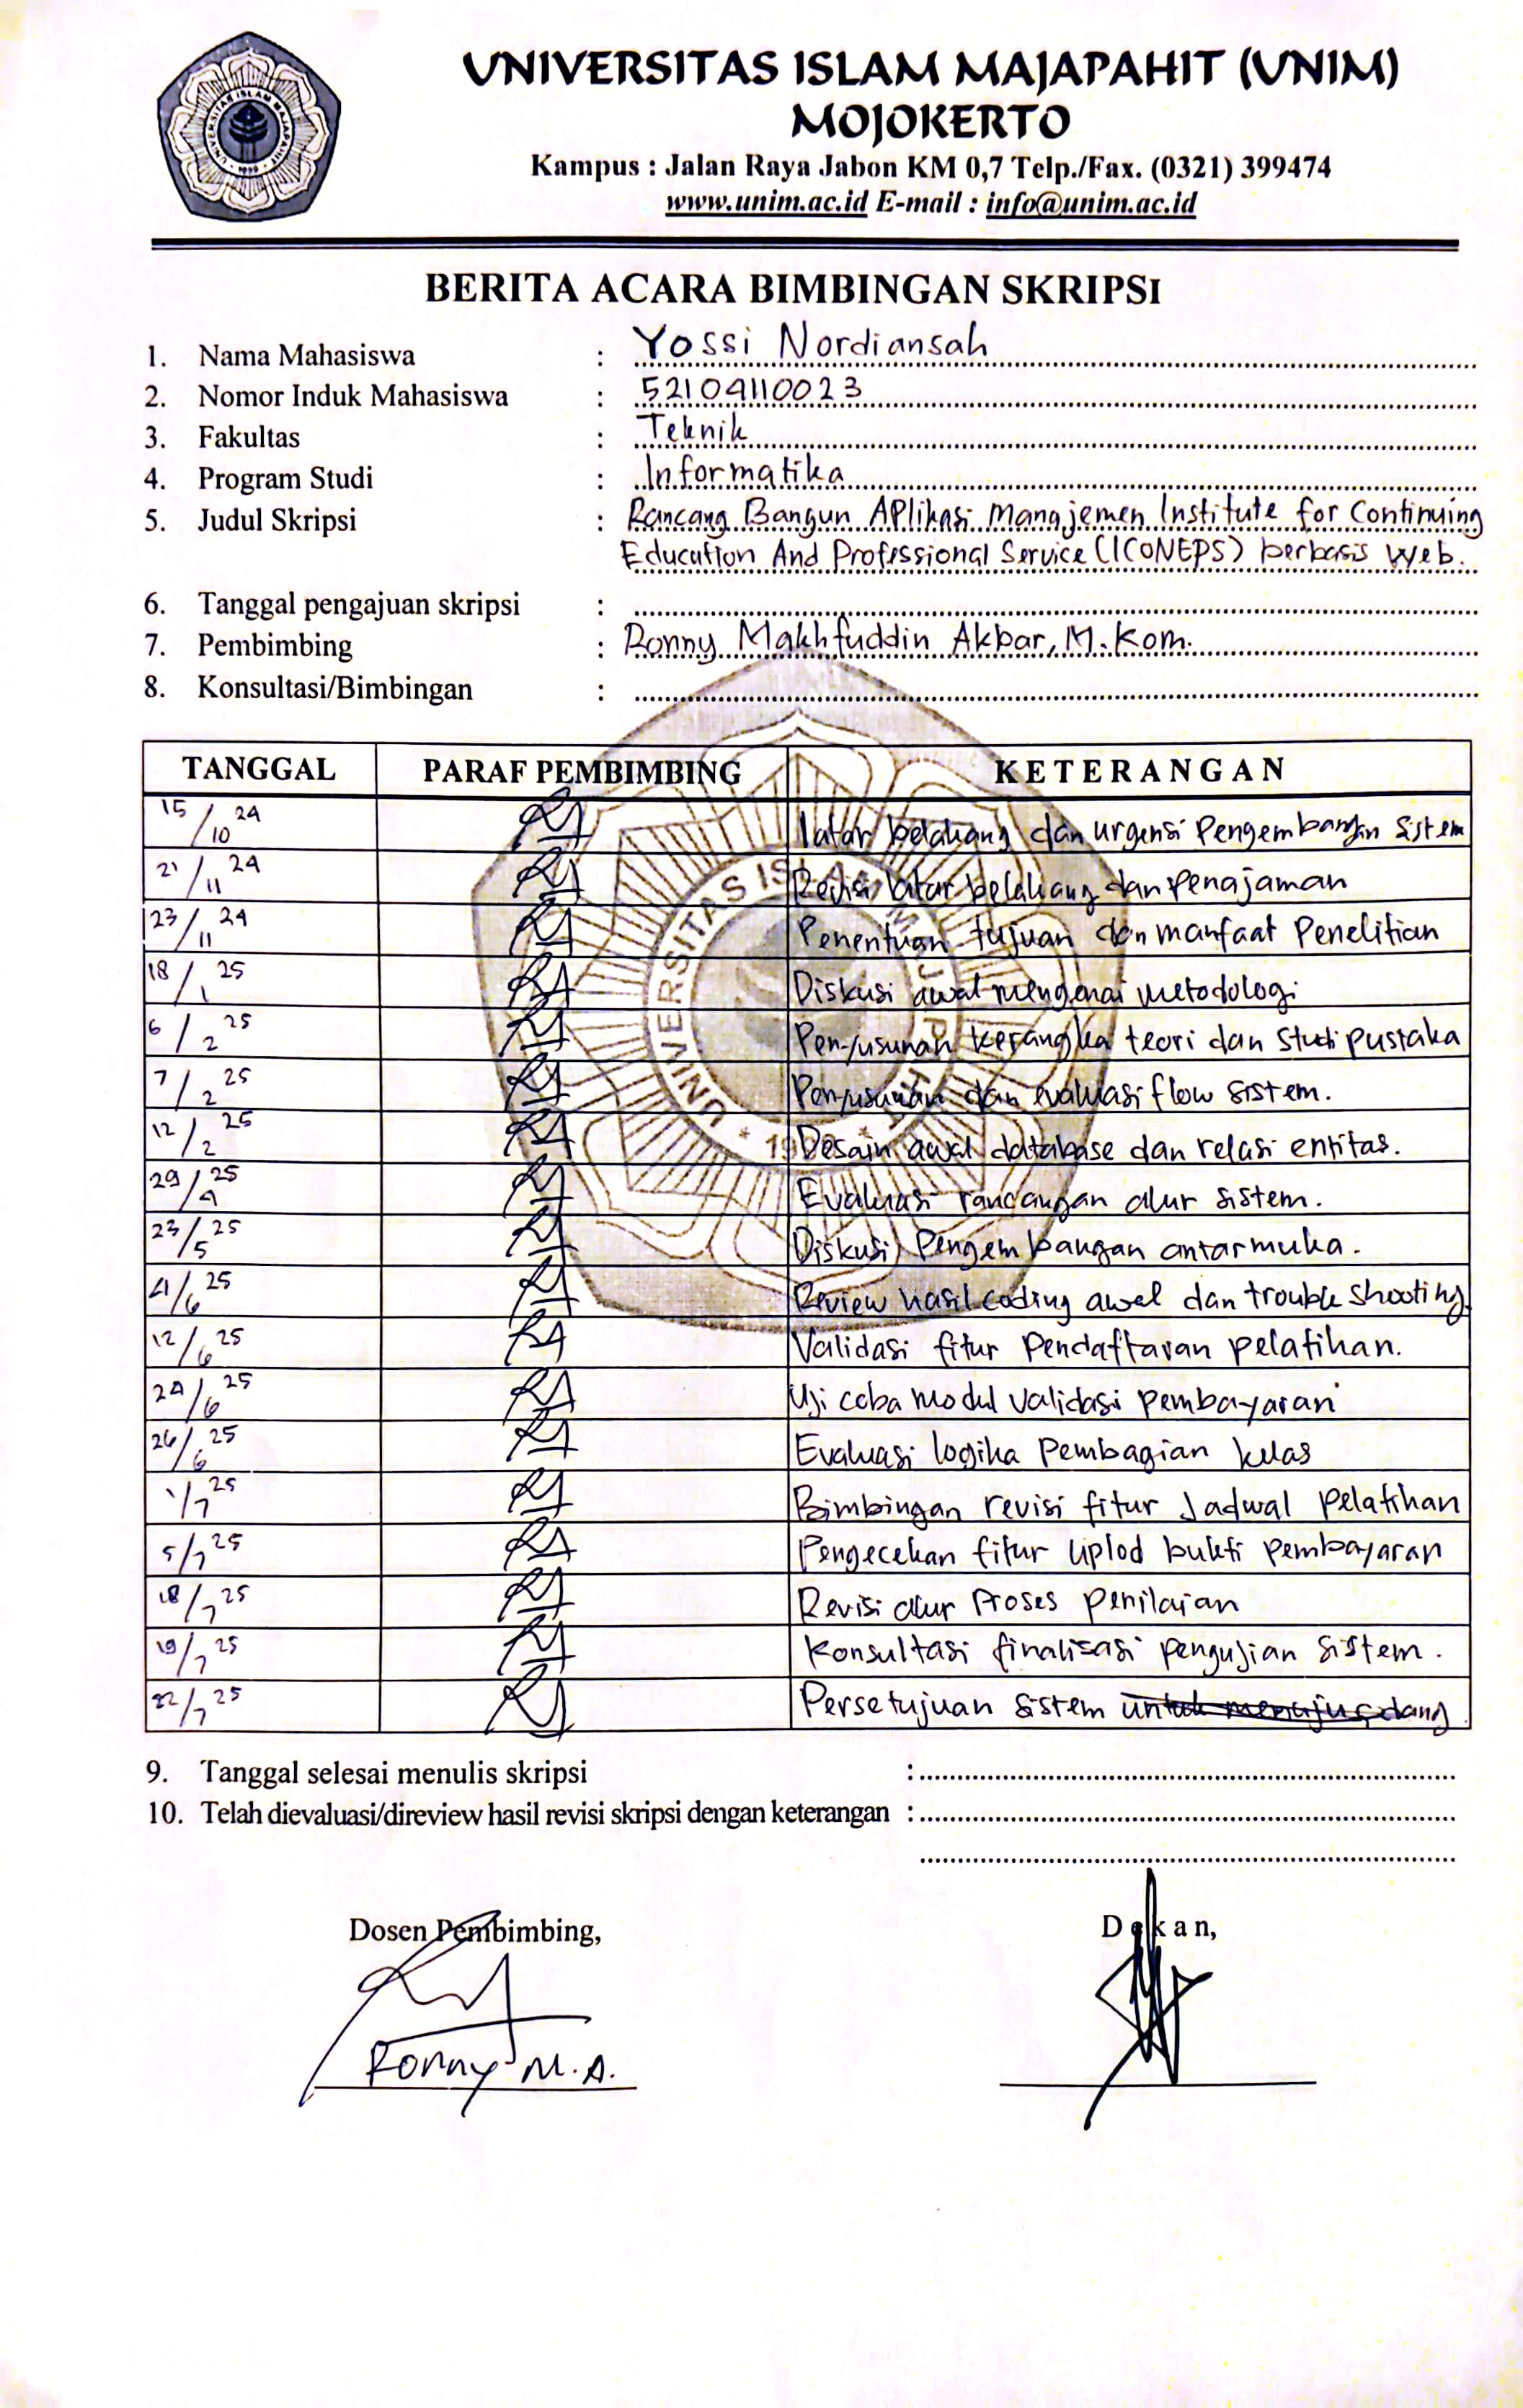 UNIVERSITAS ISLAM MAJAPAHIT (UNIM)
MOJOKERTO
Kampus : Jalan Raya Jabon KM 0,7 Telp./Fax. (0321) 399474
www.unim.ac.id E-mail : info@unim.ac.id
BERITA ACARA BIMBINGAN SKRIPSI
1. Nama Mahasiswa : Yossi Nordiansah
2. Nomor Induk Mahasiswa : 52104110023
3. Fakultas : Teknik
4. Program Studi : Informatika
5. Judul Skripsi : Rancang Bangun Aplikasi Manajemen Institute for Continuing
Education And Professional Service (ICONEPS) berbasis Web.
6. Tanggal pengajuan skripsi :
7. Pembimbing : Ronny Makhfuddin Akbar, M.Kom.
8. Konsultasi/Bimbingan :
TANGGAL PARAF PEMBIMBING KETERANGAN
15/10 24 latar belakang dan urgensi Pengembangan Sistem
21/11 24 Revisi latar belakang dan Penajaman
23/11 24 Penentuan tujuan dan manfaat Penelitian
18/1 25 Diskusi awal mengenai metodologi
6/2 25 Penyusunan kerangka teori dan studi pustaka
7/2 25 Penyusunan dan evaluasi flow sistem.
12/2 25 Desain awal database dan relasi entitas.
29/4 25 Evaluasi rancangan alur sistem.
23/5 25 Diskusi Pengembangan antarmuka.
4/6 25 Review hasil coding awal dan trouble shooting
12/6 25 Validasi fitur Pendaftaran pelatihan.
24/6 25 Uji coba modul validasi pembayaran
26/6 25 Evaluasi logika Pembagian kelas
1/7 25 Bimbingan revisi fitur Jadwal pelatihan
5/7 25 Pengecekan fitur uplod bukti pembayaran
18/7 25 Revisi alur Proses penilaian
19/7 25 Konsultasi finalisasi pengujian sistem.
22/7 25 Persetujuan sistem untuk menuju sidang
9. Tanggal selesai menulis skripsi :
10. Telah dievaluasi/direview hasil revisi skripsi dengan keterangan :
Dosen Pembimbing, Dekan,
Ronny M.A.